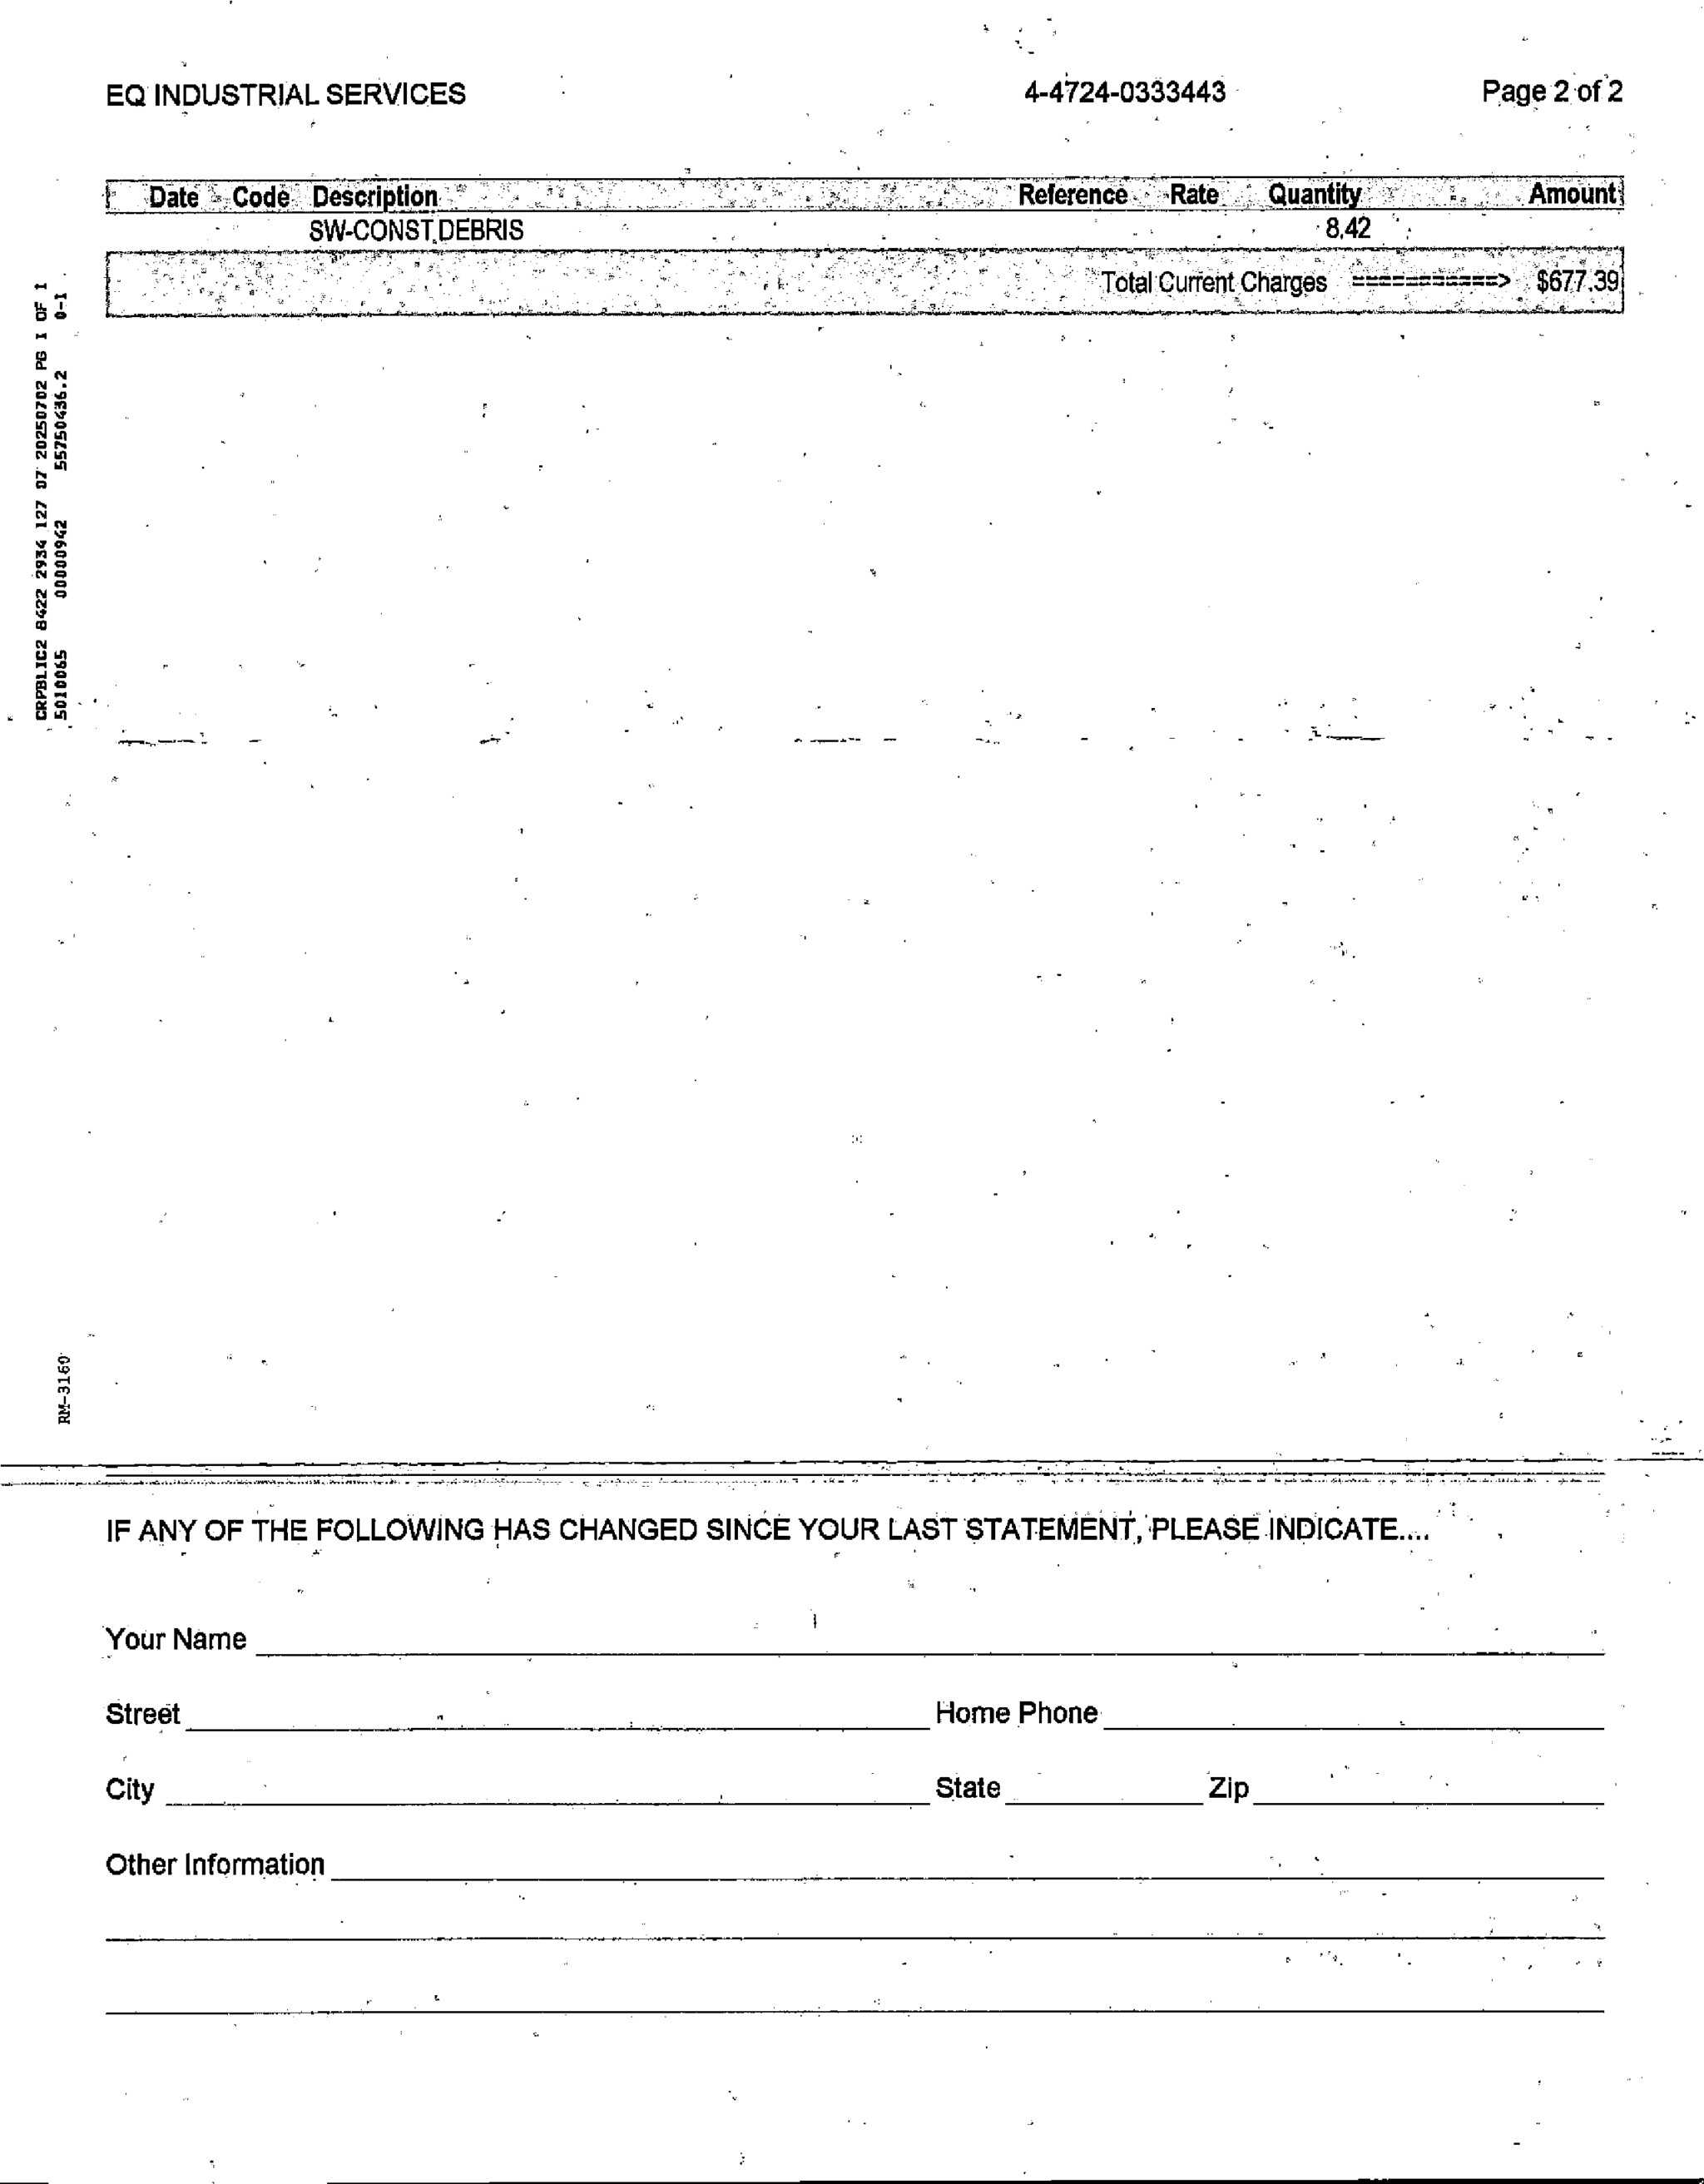 EQ INDUSTRIAL SERVICES 4-4724-0333443 Page 2 of 2
Date Code Description Reference Rate Quantity Amount
SW-CONST.DEBRIS 8.42
Total Current Charges ===========> $677.39
CRPBLIC2 8422 2934 127 07 20250702 PG 1 OF 1
5010065 00000942 55750436.2 0-1
RM-3160
IF ANY OF THE FOLLOWING HAS CHANGED SINCE YOUR LAST STATEMENT, PLEASE INDICATE....
Your Name
Street Home Phone
City State Zip
Other Information